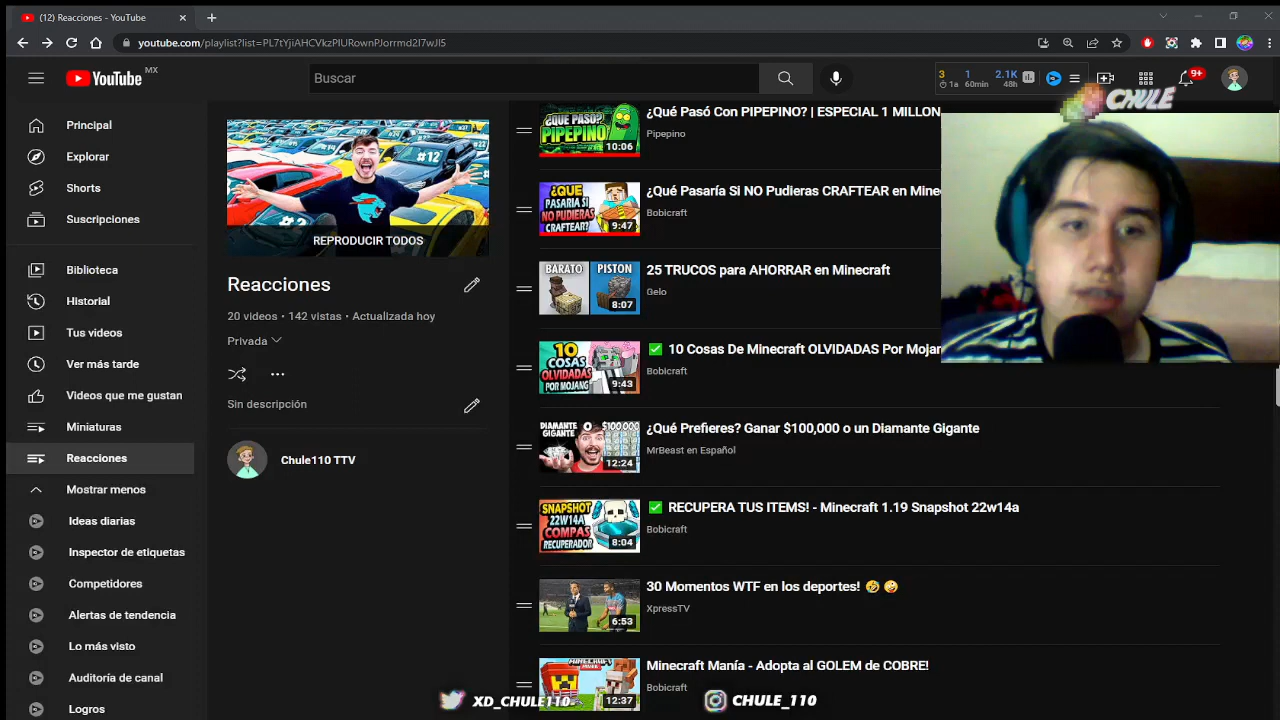 (12) Reacciones - YouTube
youtube.com/playlist?list=PL7tYjiAHCVkzPlURownPJorrmd2I7wJl5
YouTube MX
Buscar
3 1 2.1K
1a 60min 48h
9+
CHULE
Principal
Explorar
Shorts
Suscripciones
Biblioteca
Historial
Tus videos
Ver más tarde
Videos que me gustan
Miniaturas
Reacciones
Mostrar menos
Ideas diarias
Inspector de etiquetas
Competidores
Alertas de tendencia
Lo más visto
Auditoría de canal
Logros
#12
REPRODUCIR TODOS
Reacciones
20 videos • 142 vistas • Actualizada hoy
Privada
Sin descripción
Chule110 TTV
¿QUE PASO?
PIPEPINO
10:06
¿Qué Pasó Con PIPEPINO? | ESPECIAL 1 MILLON
Pipepino
¿QUE
PASARIA SI
NO PUDIERAS
CRAFTEAR?
9:47
¿Qué Pasaría SI NO Pudieras CRAFTEAR en Mine
Bobicraft
BARATO PISTON
8:07
25 TRUCOS para AHORRAR en Minecraft
Gelo
10
COSAS
OLVIDADAS
POR MOJANG
9:43
✅ 10 Cosas De Minecraft OLVIDADAS Por Mojan
Bobicraft
DIAMANTE O $100,000
GIGANTE
12:24
¿Qué Prefieres? Ganar $100,000 o un Diamante Gigante
MrBeast en Español
SNAPSHOT
22W14A
COMPAS
RECUPERADOR
8:04
✅ RECUPERA TUS ITEMS! - Minecraft 1.19 Snapshot 22w14a
Bobicraft
6:53
30 Momentos WTF en los deportes! 🤣 🤪
XpressTV
12:37
Minecraft Manía - Adopta al GOLEM de COBRE!
Bobicraft
XD_CHULE110
CHULE_110